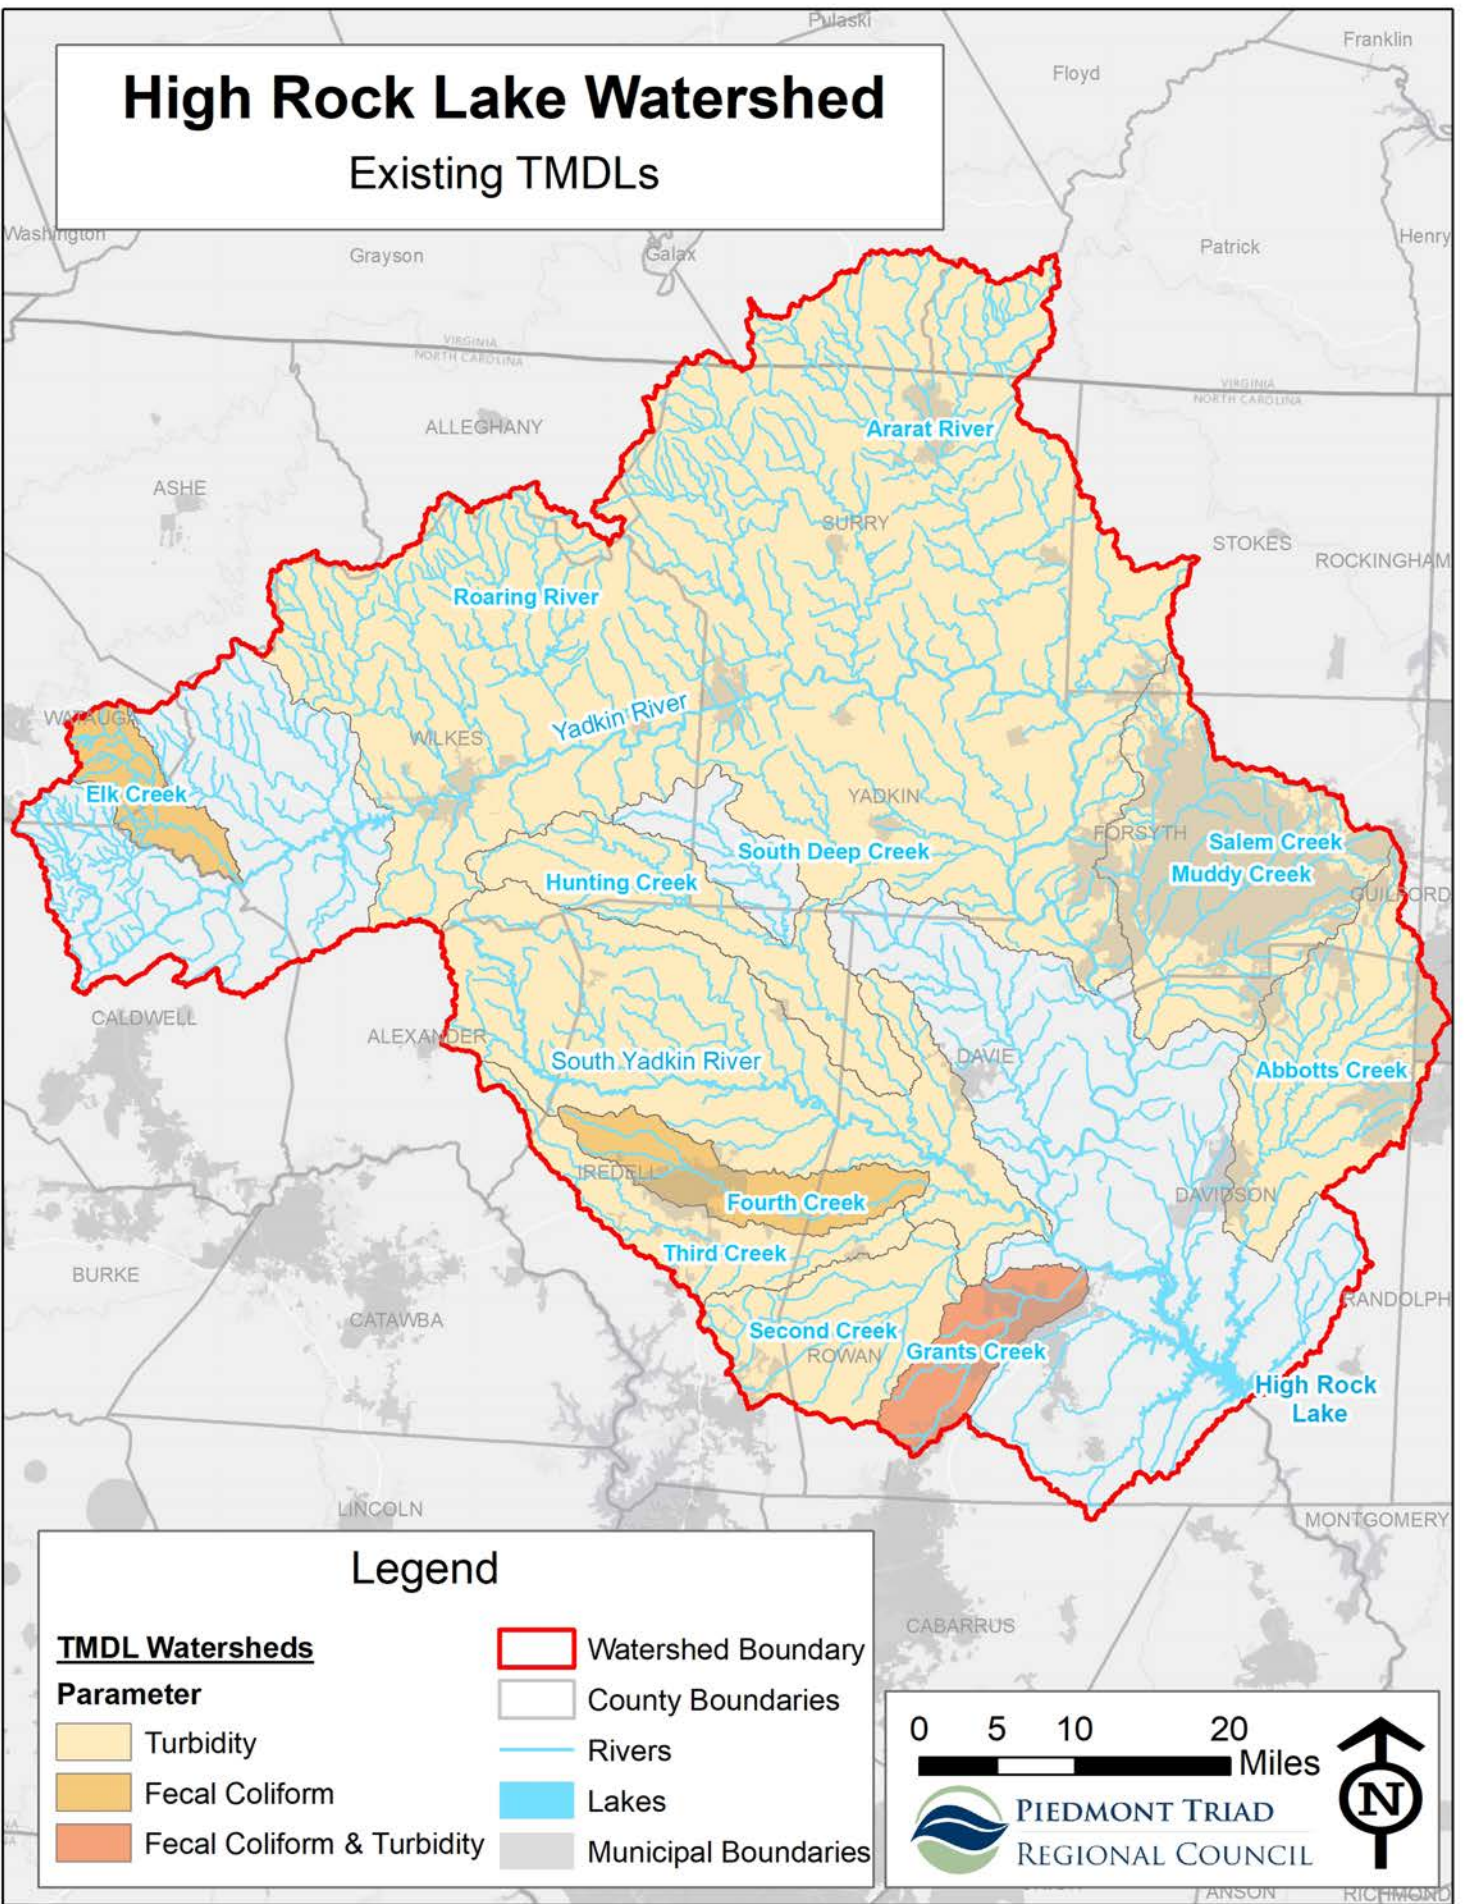 Pulaski
Franklin
Floyd
High Rock Lake Watershed
Existing TMDLs
Washington
Grayson
Galax
Patrick
Henry
VIRGINIA
NORTH CAROLINA
VIRGINIA
NORTH CAROLINA
ALLEGHANY
Ararat River
ASHE
SURRY
STOKES
ROCKINGHAM
Roaring River
WATAUGA
Yadkin River
WILKES
Elk Creek
YADKIN
FORSYTH
Salem Creek
South Deep Creek
Muddy Creek
Hunting Creek
GUILFORD
CALDWELL
ALEXANDER
South Yadkin River
DAVIE
Abbotts Creek
IREDELL
Fourth Creek
DAVIDSON
Third Creek
BURKE
RANDOLPH
CATAWBA
Second Creek
ROWAN
Grants Creek
High Rock
Lake
LINCOLN
MONTGOMERY
CABARRUS
Legend
TMDL Watersheds
Parameter
Turbidity
Fecal Coliform
Fecal Coliform & Turbidity
Watershed Boundary
County Boundaries
Rivers
Lakes
Municipal Boundaries
0 5 10 20
Miles
N
PIEDMONT TRIAD
REGIONAL COUNCIL
ANSON
RICHMOND